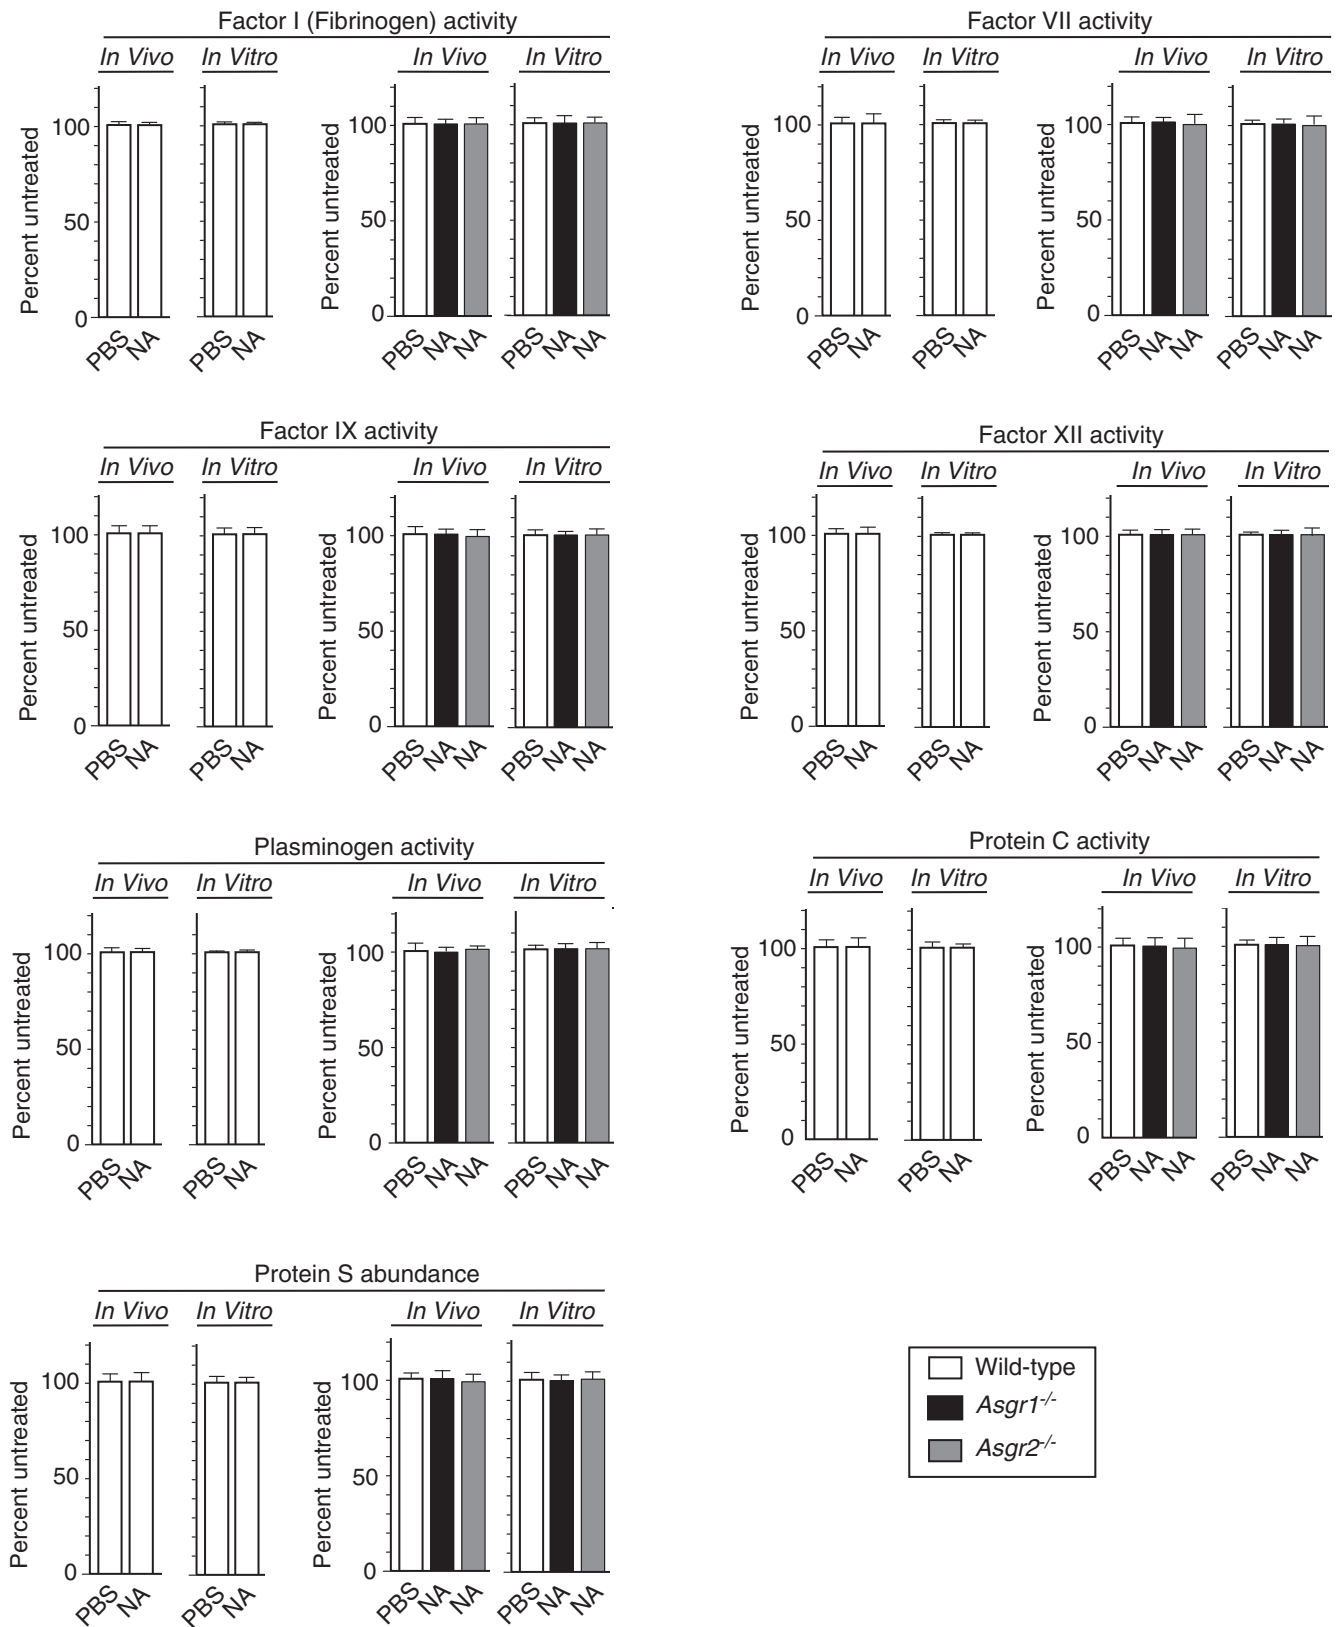 Factor I (Fibrinogen) activity
In Vivo In Vitro In Vivo In Vitro
Percent untreated
100
50
0
PBS NA PBS NA
Percent untreated
100
50
0
PBS NA NA PBS NA NA
Factor VII activity
In Vivo In Vitro In Vivo In Vitro
Percent untreated
100
50
0
PBS NA PBS NA
Percent untreated
100
50
0
PBS NA NA PBS NA NA
Factor IX activity
In Vivo In Vitro In Vivo In Vitro
Percent untreated
100
50
0
PBS NA PBS NA
Percent untreated
100
50
0
PBS NA NA PBS NA NA
Factor XII activity
In Vivo In Vitro In Vivo In Vitro
Percent untreated
100
50
0
PBS NA PBS NA
Percent untreated
100
50
0
PBS NA NA PBS NA NA
Plasminogen activity
In Vivo In Vitro In Vivo In Vitro
Percent untreated
100
50
0
PBS NA PBS NA
Percent untreated
100
50
0
PBS NA NA PBS NA NA
Protein C activity
In Vivo In Vitro In Vivo In Vitro
Percent untreated
100
50
0
PBS NA PBS NA
Percent untreated
100
50
0
PBS NA NA PBS NA NA
Protein S abundance
In Vivo In Vitro In Vivo In Vitro
Percent untreated
100
50
0
PBS NA PBS NA
Percent untreated
100
50
0
PBS NA NA PBS NA NA
Wild-type
Asgr1-/-
Asgr2-/-